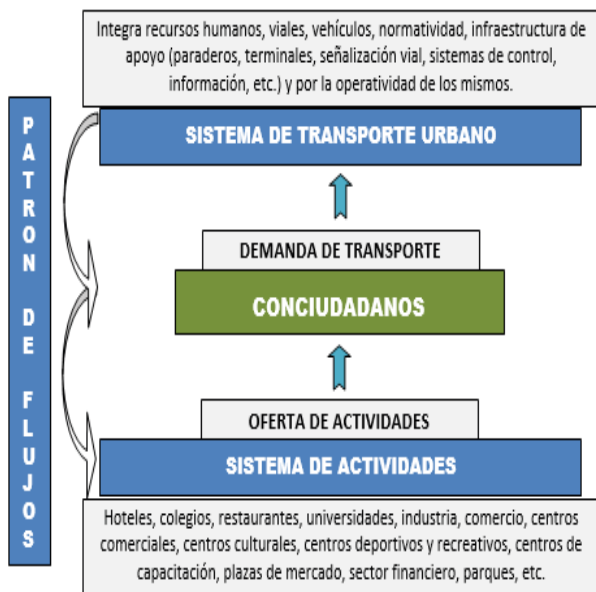 Integra recursos humanos, viales, vehículos, normatividad, infraestructura de
apoyo (paraderos, terminales, señalización vial, sistemas de control,
información, etc.) y por la operatividad de los mismos.
SISTEMA DE TRANSPORTE URBANO
DEMANDA DE TRANSPORTE
CONCIUDADANOS
OFERTA DE ACTIVIDADES
SISTEMA DE ACTIVIDADES
Hoteles, colegios, restaurantes, universidades, industria, comercio, centros
comerciales, centros culturales, centros deportivos y recreativos, centros de
capacitación, plazas de mercado, sector financiero, parques, etc.
PATRON DE FLUJOS